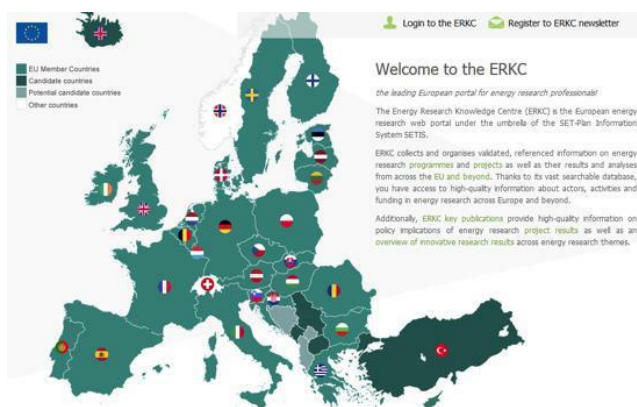 Login to the ERKC
Register to ERKC newsletter
EU Member Countries
Candidate countries
Potential candidate countries
Other countries
Welcome to the ERKC
the leading European portal for energy research professionals!
The Energy Research Knowledge Centre (ERKC) is the European energy
research web portal under the umbrella of the SET-Plan Information
System SETIS.
ERKC collects and organises validated, referenced information on energy
research programmes and projects as well as their results and analyses
from across the EU and beyond. Thanks to its vast searchable database,
you have access to high-quality information about actors, activities and
funding in energy research across Europe and beyond.
Additionally, ERKC key publications provide high-quality information on
policy implications of energy research project results as well as an
overview of innovative research results across energy research themes.